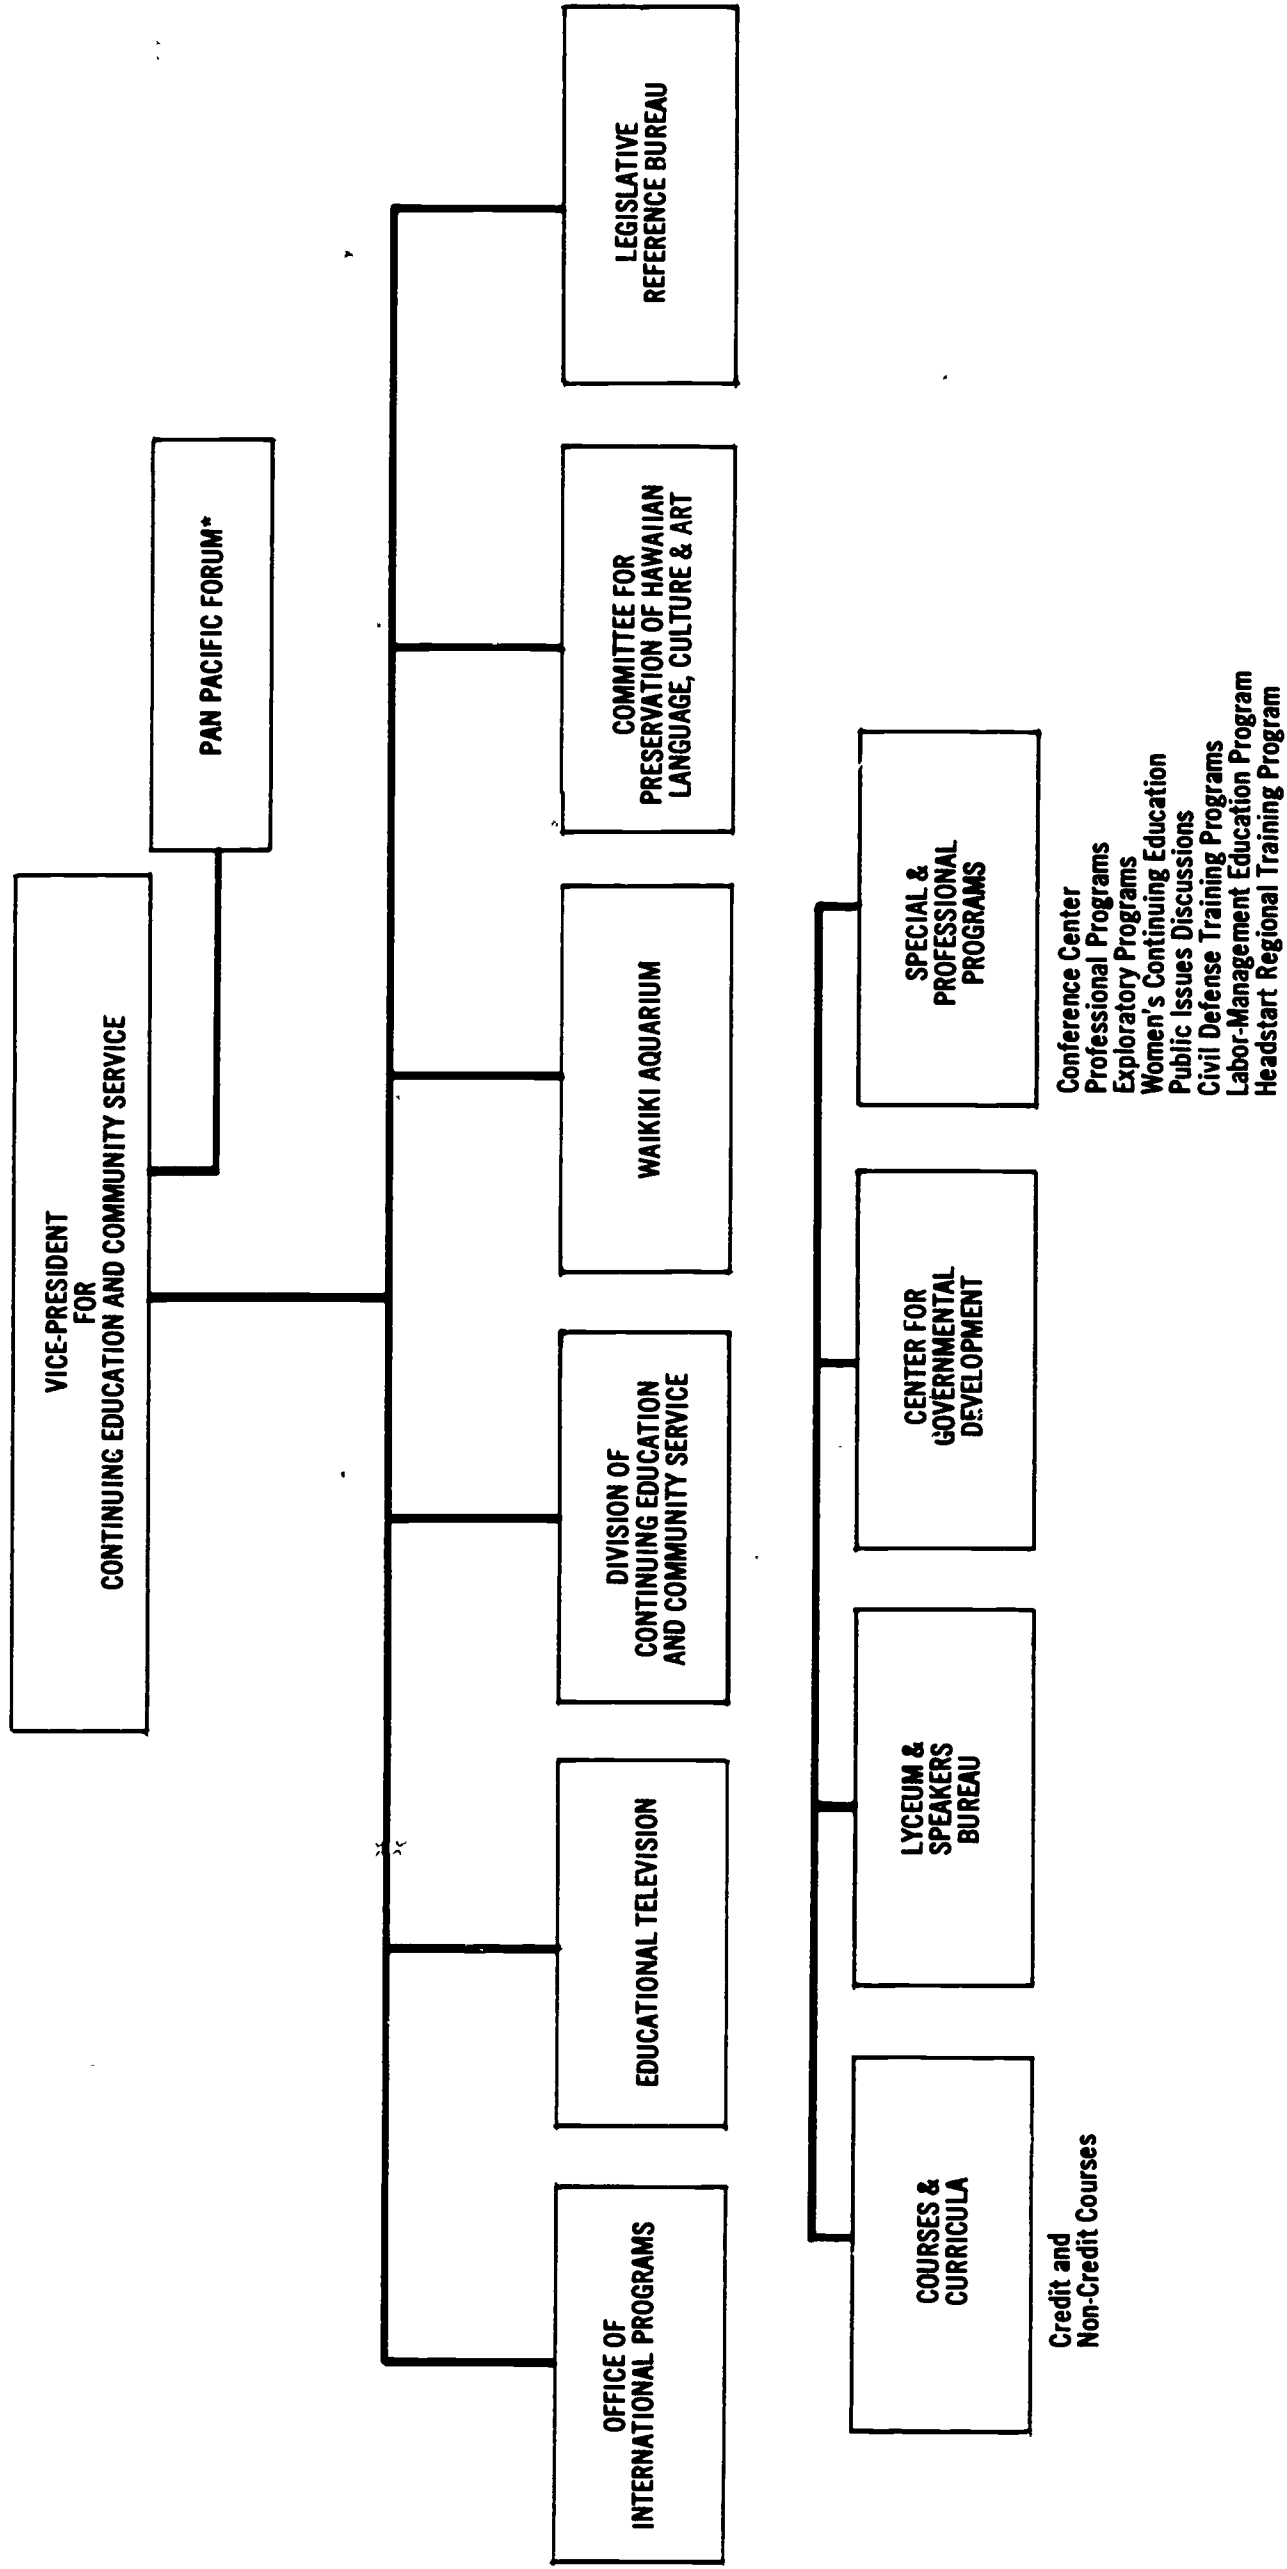 VICE-PRESIDENT
FOR
CONTINUING EDUCATION AND COMMUNITY SERVICE
PAN PACIFIC FORUM*
OFFICE OF
INTERNATIONAL PROGRAMS
EDUCATIONAL TELEVISION
DIVISION OF
CONTINUING EDUCATION
AND COMMUNITY SERVICE
WAIKIKI AQUARIUM
COMMITTEE FOR
PRESERVATION OF HAWAIIAN
LANGUAGE, CULTURE & ART
LEGISLATIVE
REFERENCE BUREAU
COURSES &
CURRICULA
Credit and
Non-Credit Courses
LYCEUM &
SPEAKERS
BUREAU
CENTER FOR
GOVERNMENTAL
DEVELOPMENT
SPECIAL &
PROFESSIONAL
PROGRAMS
Conference Center
Professional Programs
Exploratory Programs
Women's Continuing Education
Public Issues Discussions
Civil Defense Training Programs
Labor-Management Education Program
Headstart Regional Training Program